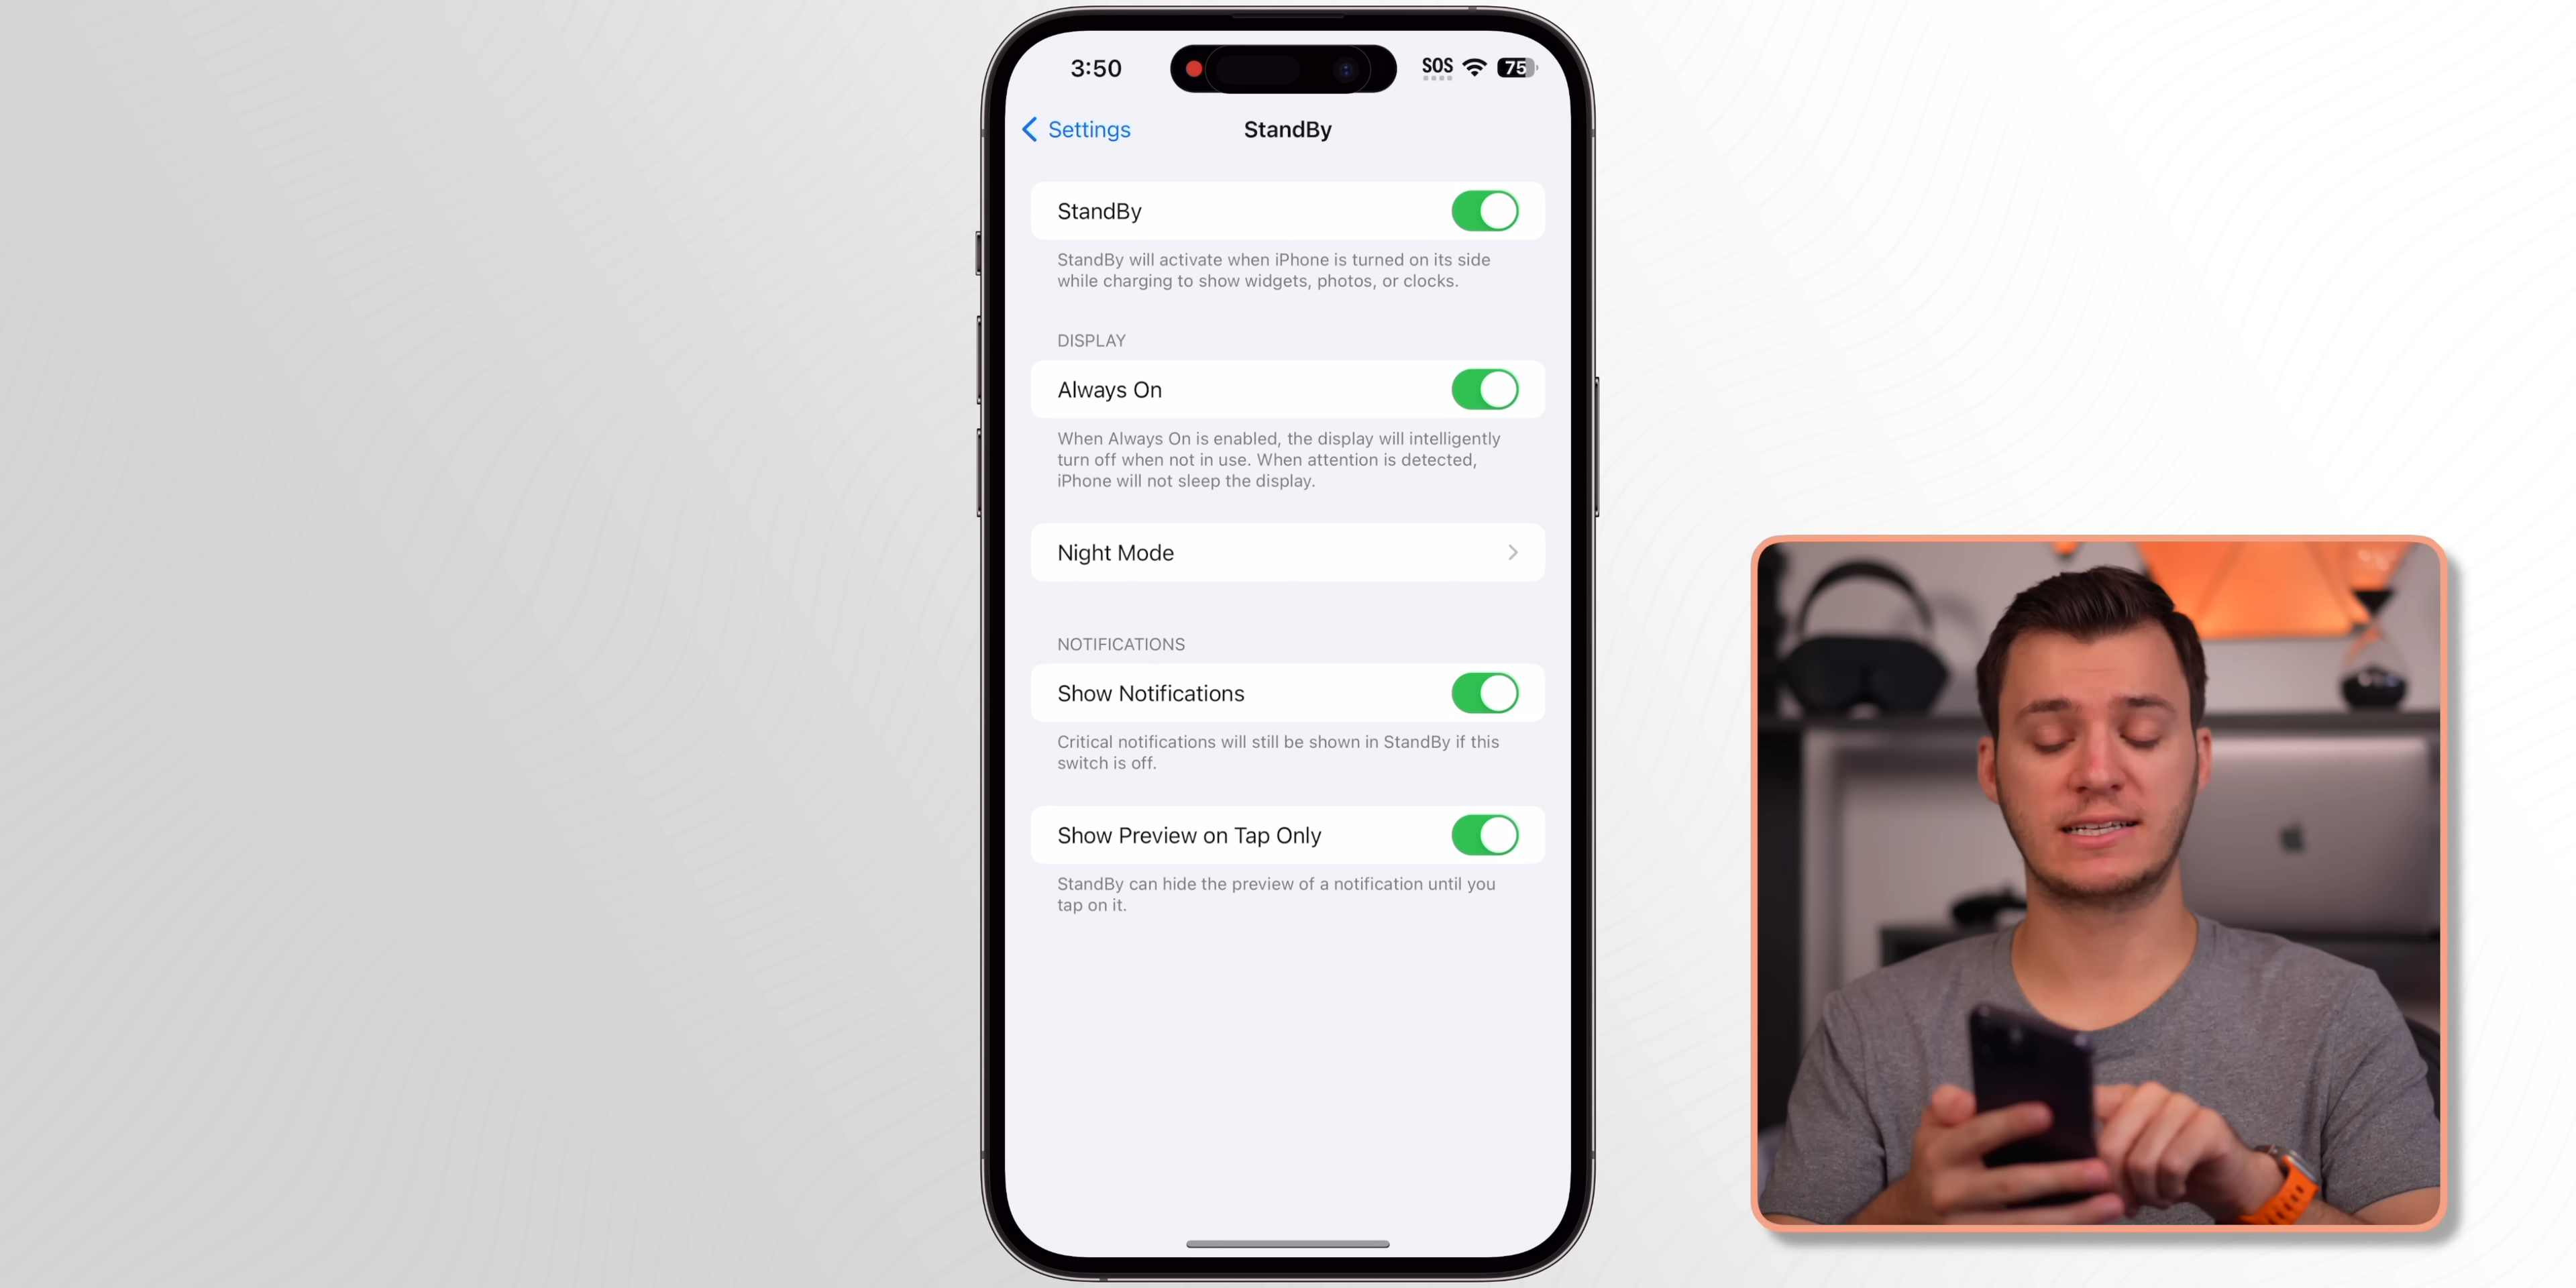 3:50
SOS
75
Settings
StandBy
StandBy
StandBy will activate when iPhone is turned on its side
while charging to show widgets, photos, or clocks.
DISPLAY
Always On
When Always On is enabled, the display will intelligently
turn off when not in use. When attention is detected,
iPhone will not sleep the display.
Night Mode
NOTIFICATIONS
Show Notifications
Critical notifications will still be shown in StandBy if this
switch is off.
Show Preview on Tap Only
StandBy can hide the preview of a notification until you
tap on it.